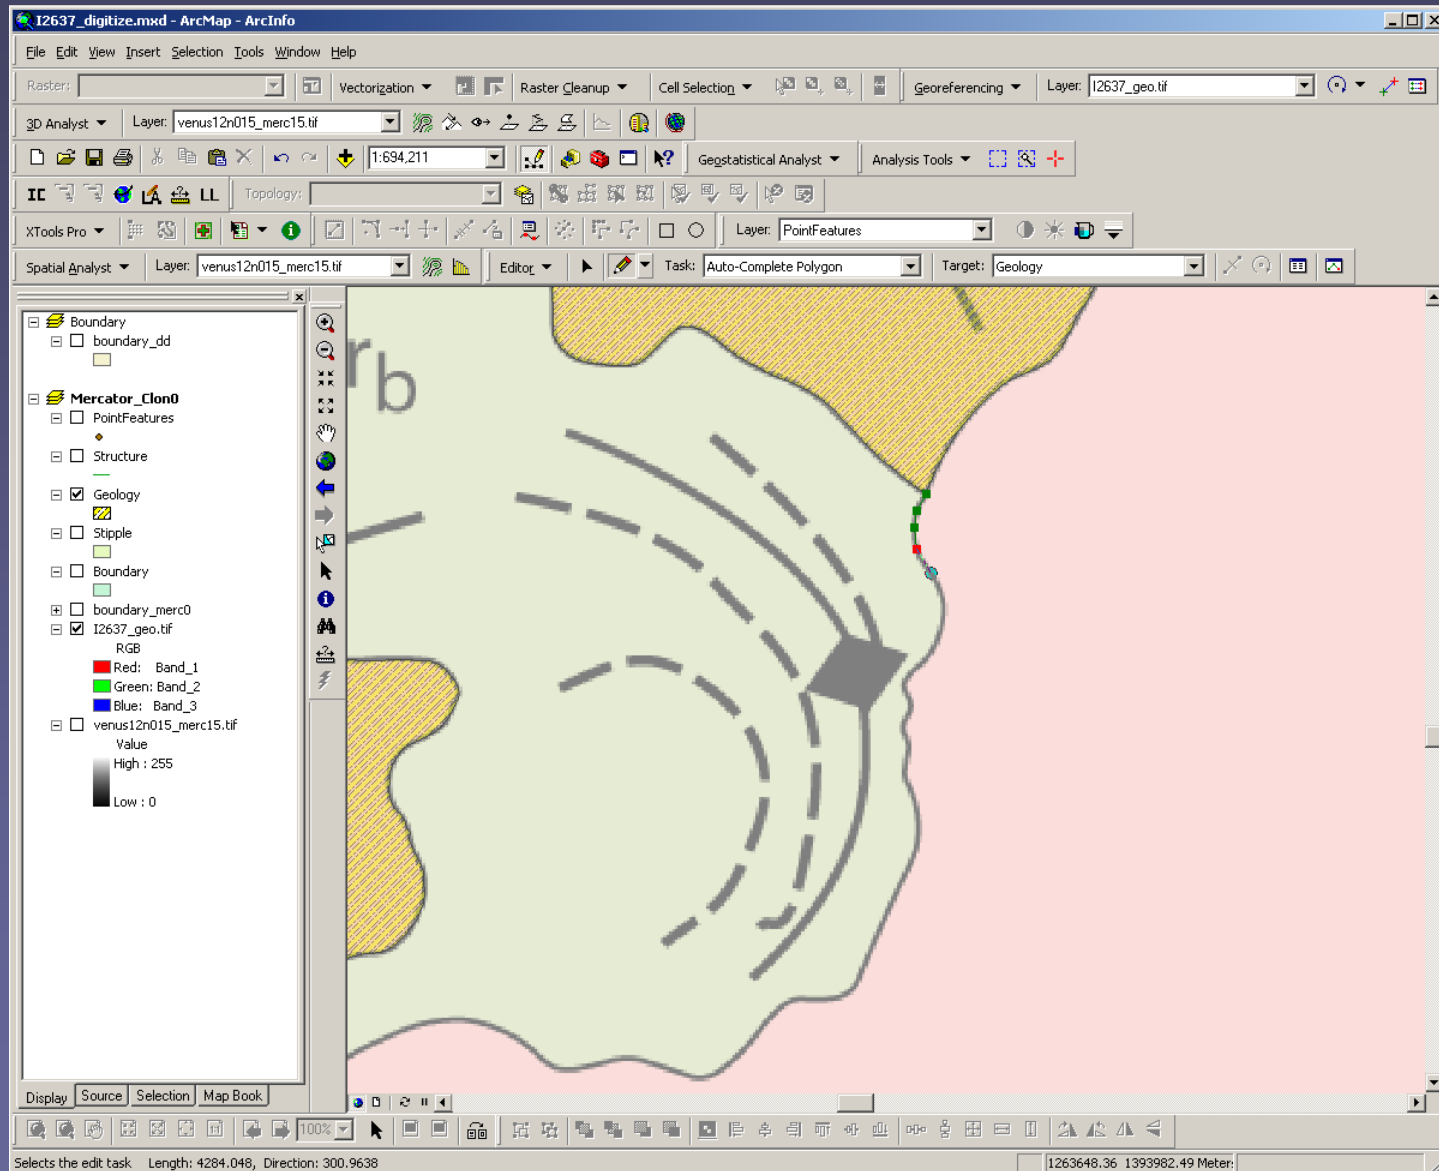 I2637_digitize.mxd - ArcMap - ArcInfo
File Edit View Insert Selection Tools Window Help
Raster: Vectorization Raster Cleanup Cell Selection Georeferencing Layer: I2637_geo.tif
3D Analyst Layer: venus12n015_merc15.tif
1:694,211 Geostatistical Analyst Analysis Tools
IC LL Topology:
XTools Pro Layer: PointFeatures
Spatial Analyst Layer: venus12n015_merc15.tif Editor Task: Auto-Complete Polygon Target: Geology
Boundary
boundary_dd
Mercator_Clon0
PointFeatures
Structure
Geology
Stipple
Boundary
boundary_merc0
I2637_geo.tif
RGB
Red: Band_1
Green: Band_2
Blue: Band_3
venus12n015_merc15.tif
Value
High : 255
Low : 0
rb
Display Source Selection Map Book
100%
Selects the edit task Length: 4284.048, Direction: 300.9638 1263648.36 1393982.49 Meter: